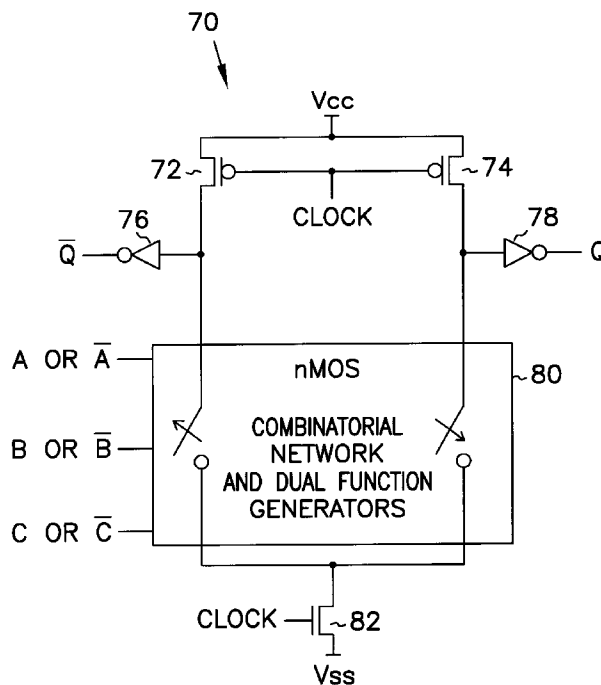 70
Vcc
72
74
CLOCK
76
78
Q̅
Q
A OR A̅
nMOS
80
B OR B̅
COMBINATORIAL
NETWORK
AND DUAL FUNCTION
GENERATORS
C OR C̅
CLOCK
82
Vss